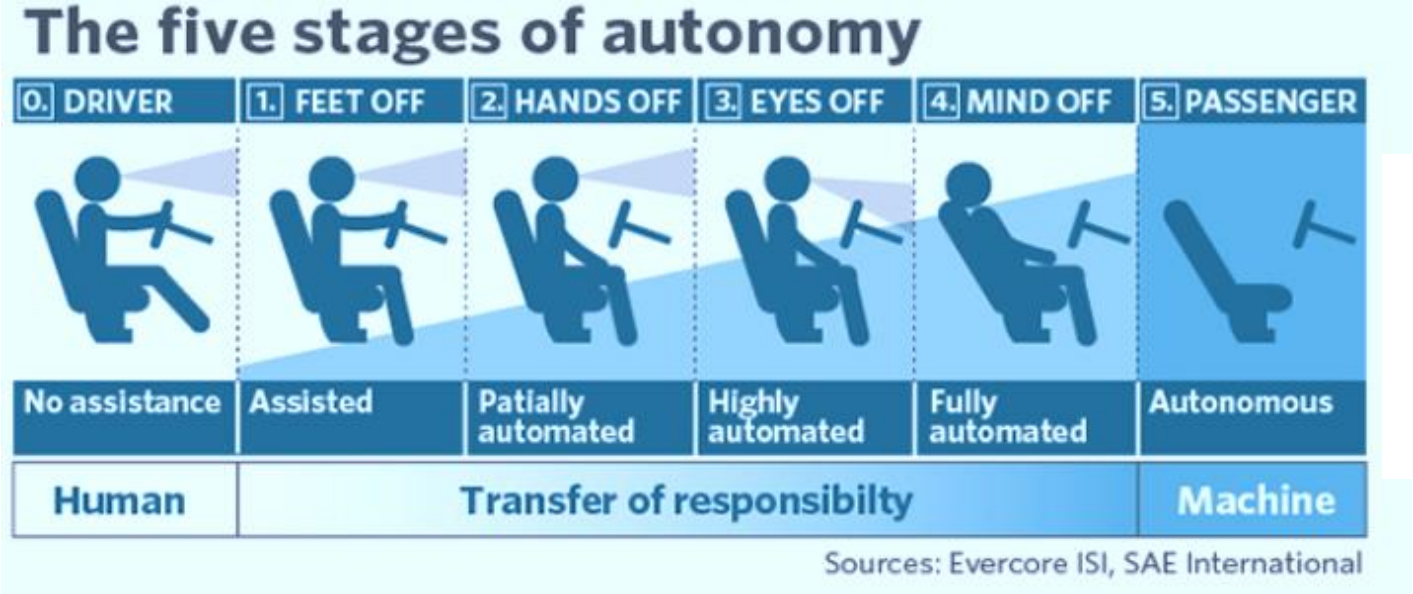 The five stages of autonomy
0. DRIVER
1. FEET OFF
2. HANDS OFF
3. EYES OFF
4. MIND OFF
5. PASSENGER
No assistance
Assisted
Patially
automated
Highly
automated
Fully
automated
Autonomous
Human
Transfer of responsibilty
Machine
Sources: Evercore ISI, SAE International